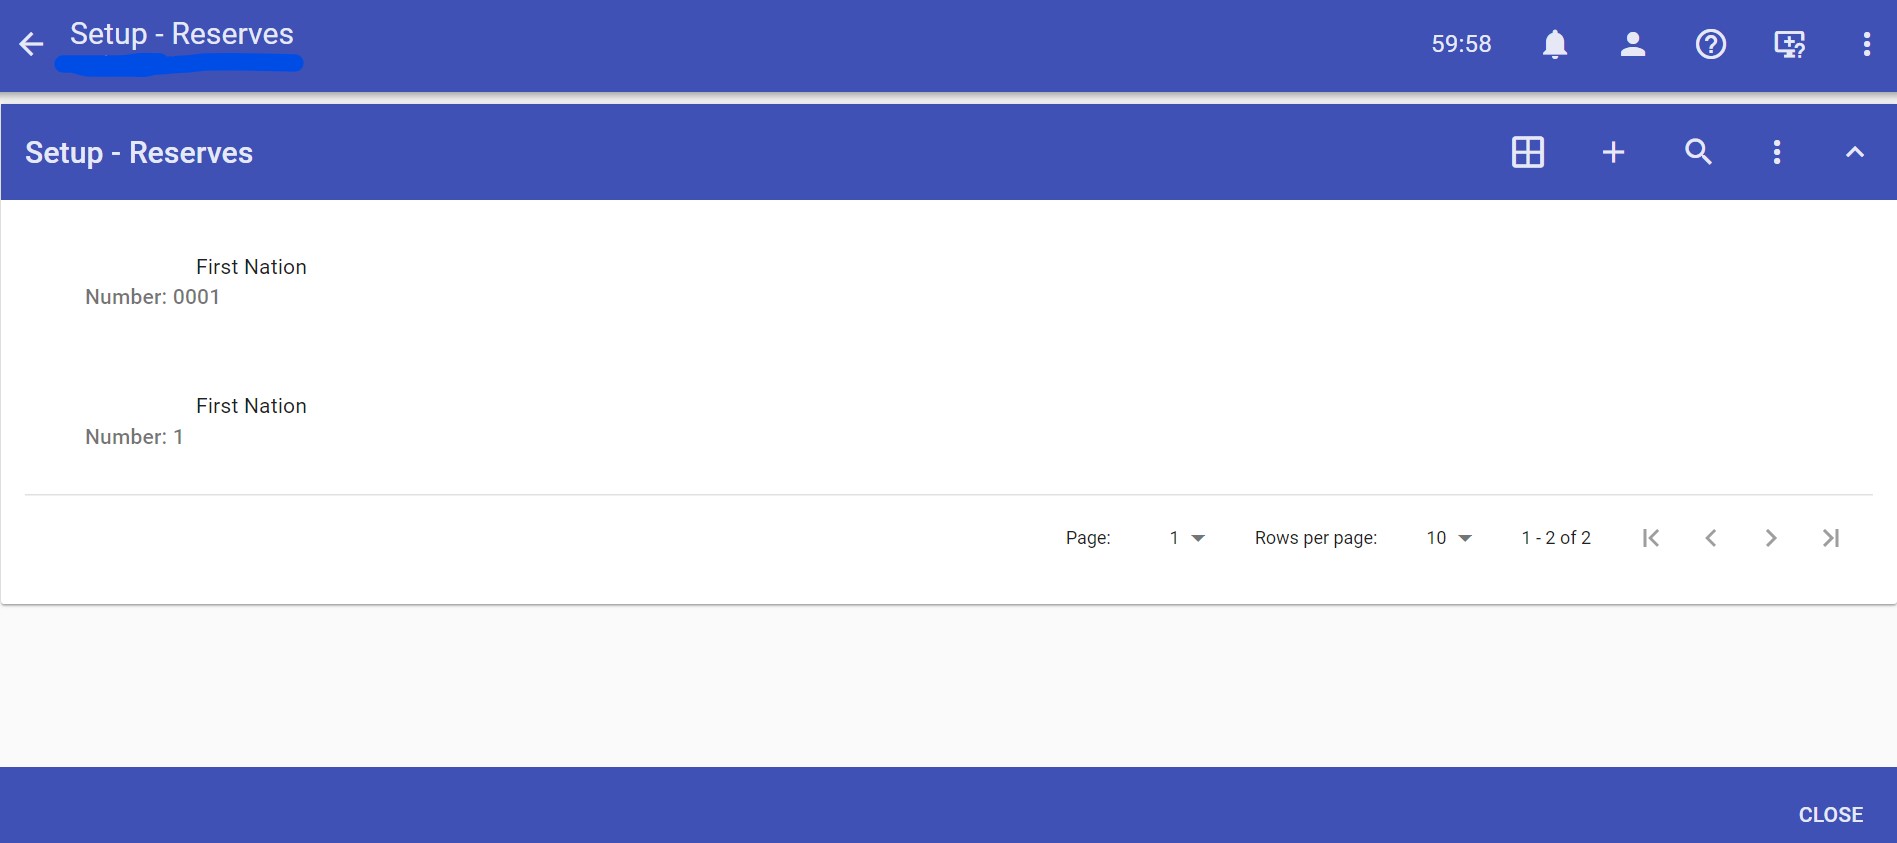 Setup - Reserves
59:58
Setup - Reserves
First Nation
Number: 0001
First Nation
Number: 1
Page: 1 Rows per page: 10 1 - 2 of 2
CLOSE